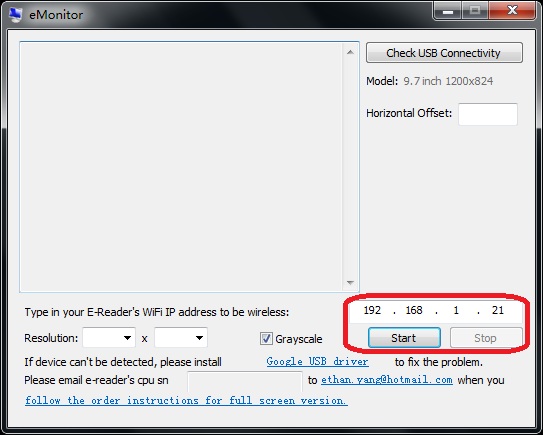 eMonitor
Check USB Connectivity
Model: 9.7 inch 1200x824
Horizontal Offset:
Type in your E-Reader's WiFi IP address to be wireless: 192 . 168 . 1 . 21
Resolution: x Grayscale Start Stop
If device can't be detected, please install Google USB driver to fix the problem.
Please email e-reader's cpu sn to ethan.yang@hotmail.com when you
follow the order instructions for full screen version.